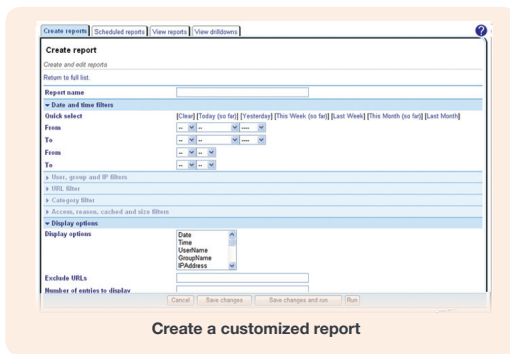 Create reports Scheduled reports View reports View drilldowns ?
Create report
Create and edit reports
Return to full list.
Report name
Date and time filters
Quick select [Clear] [Today (so far)] [Yesterday] [This Week (so far)] [Last Week] [This Month (so far)] [Last Month]
From -- -- ----
To -- -- ----
From -- --
To -- --
User, group and IP filters
URL filter
Category filter
Access, reason, cached and size filters
Display options
Display options Date
Time
UserName
GroupName
IPAddress
Exclude URLs
Number of entries to display
Cancel Save changes Save changes and run Run
Create a customized report